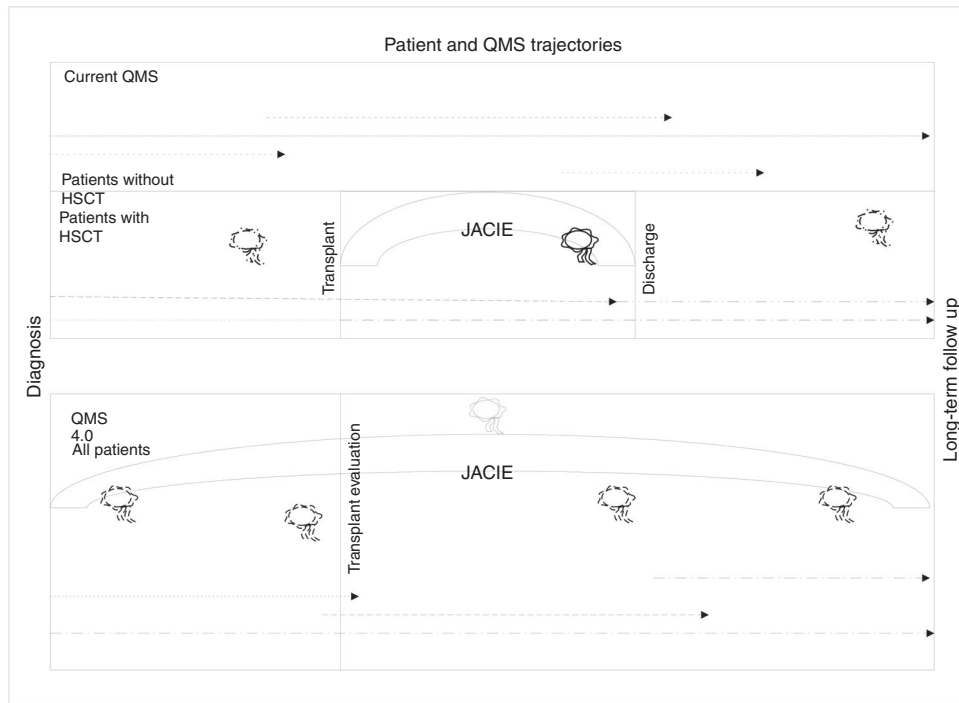 Patient and QMS trajectories
Current QMS
Patients without
HSCT
Patients with
HSCT
JACIE
Transplant
Discharge
Diagnosis
Long-term follow up
QMS
4.0
All patients
JACIE
Transplant evaluation